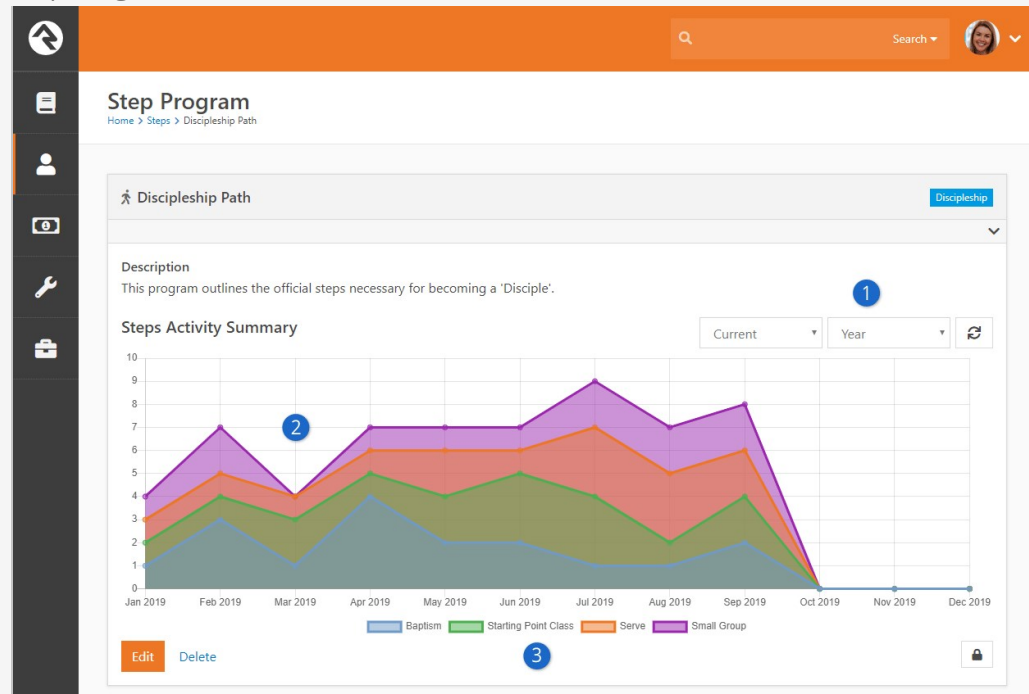 Search
Step Program
Home > Steps > Discipleship Path
Discipleship Path
Discipleship
Description
This program outlines the official steps necessary for becoming a 'Disciple'.
1
Steps Activity Summary
Current
Year
10
9
8
7
6
5
4
3
2
1
0
2
Jan 2019 Feb 2019 Mar 2019 Apr 2019 May 2019 Jun 2019 Jul 2019 Aug 2019 Sep 2019 Oct 2019 Nov 2019 Dec 2019
Baptism Starting Point Class Serve Small Group
Edit Delete
3